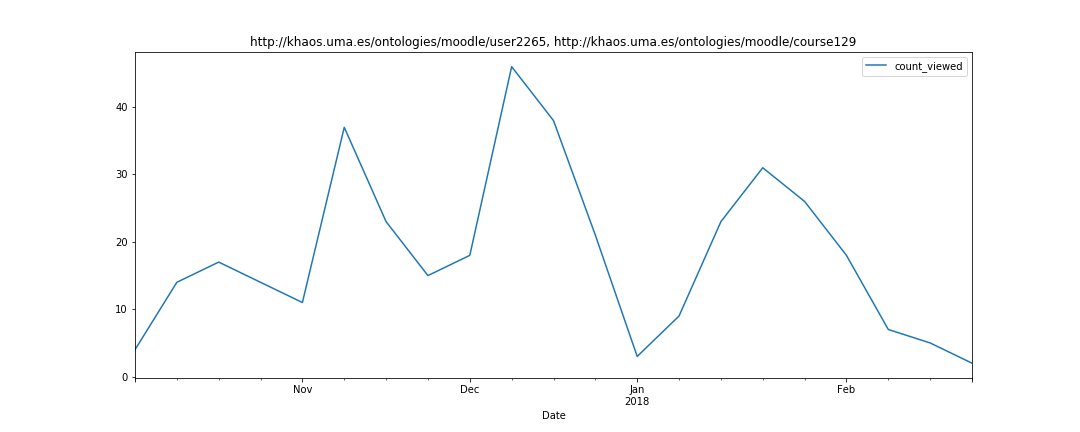 http://khaos.uma.es/ontologies/moodle/user2265, http://khaos.uma.es/ontologies/moodle/course129
count_viewed
40
30
20
10
0
Nov
Dec
Jan
2018
Feb
Date